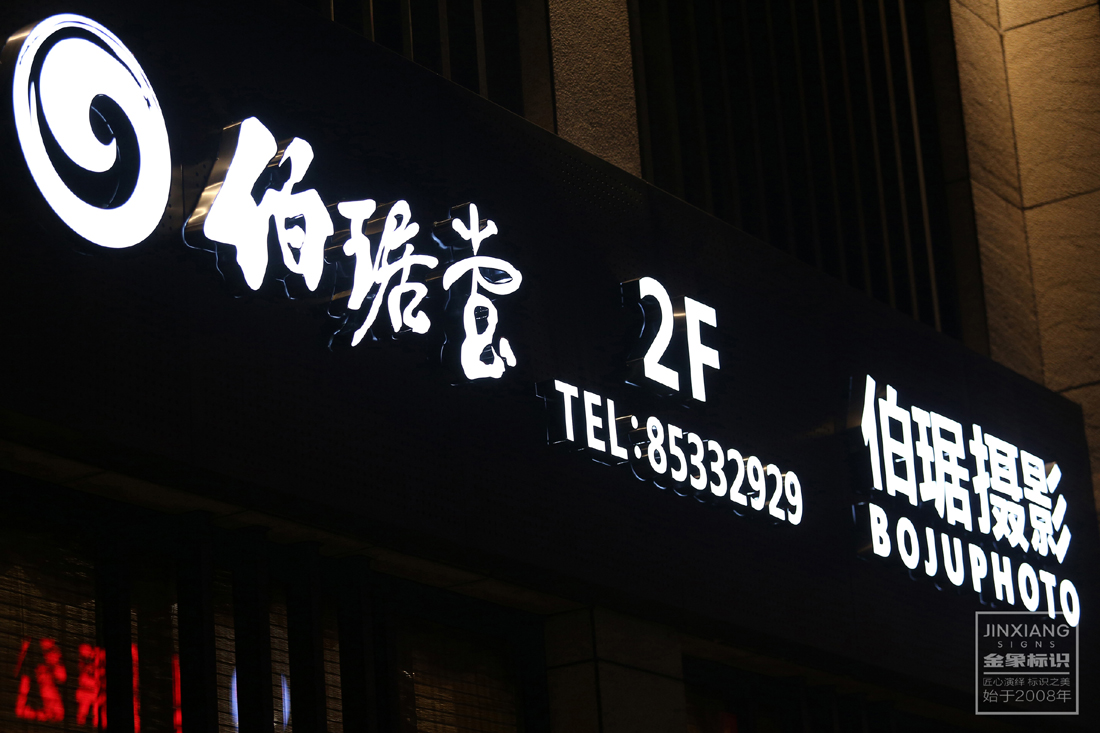 伯琚堂
2F
TEL:85332929
伯琚摄影
BOJUPHOTO
JINXIANG
SIGNS
金象标识
匠心演绎 标识之美
始于2008年